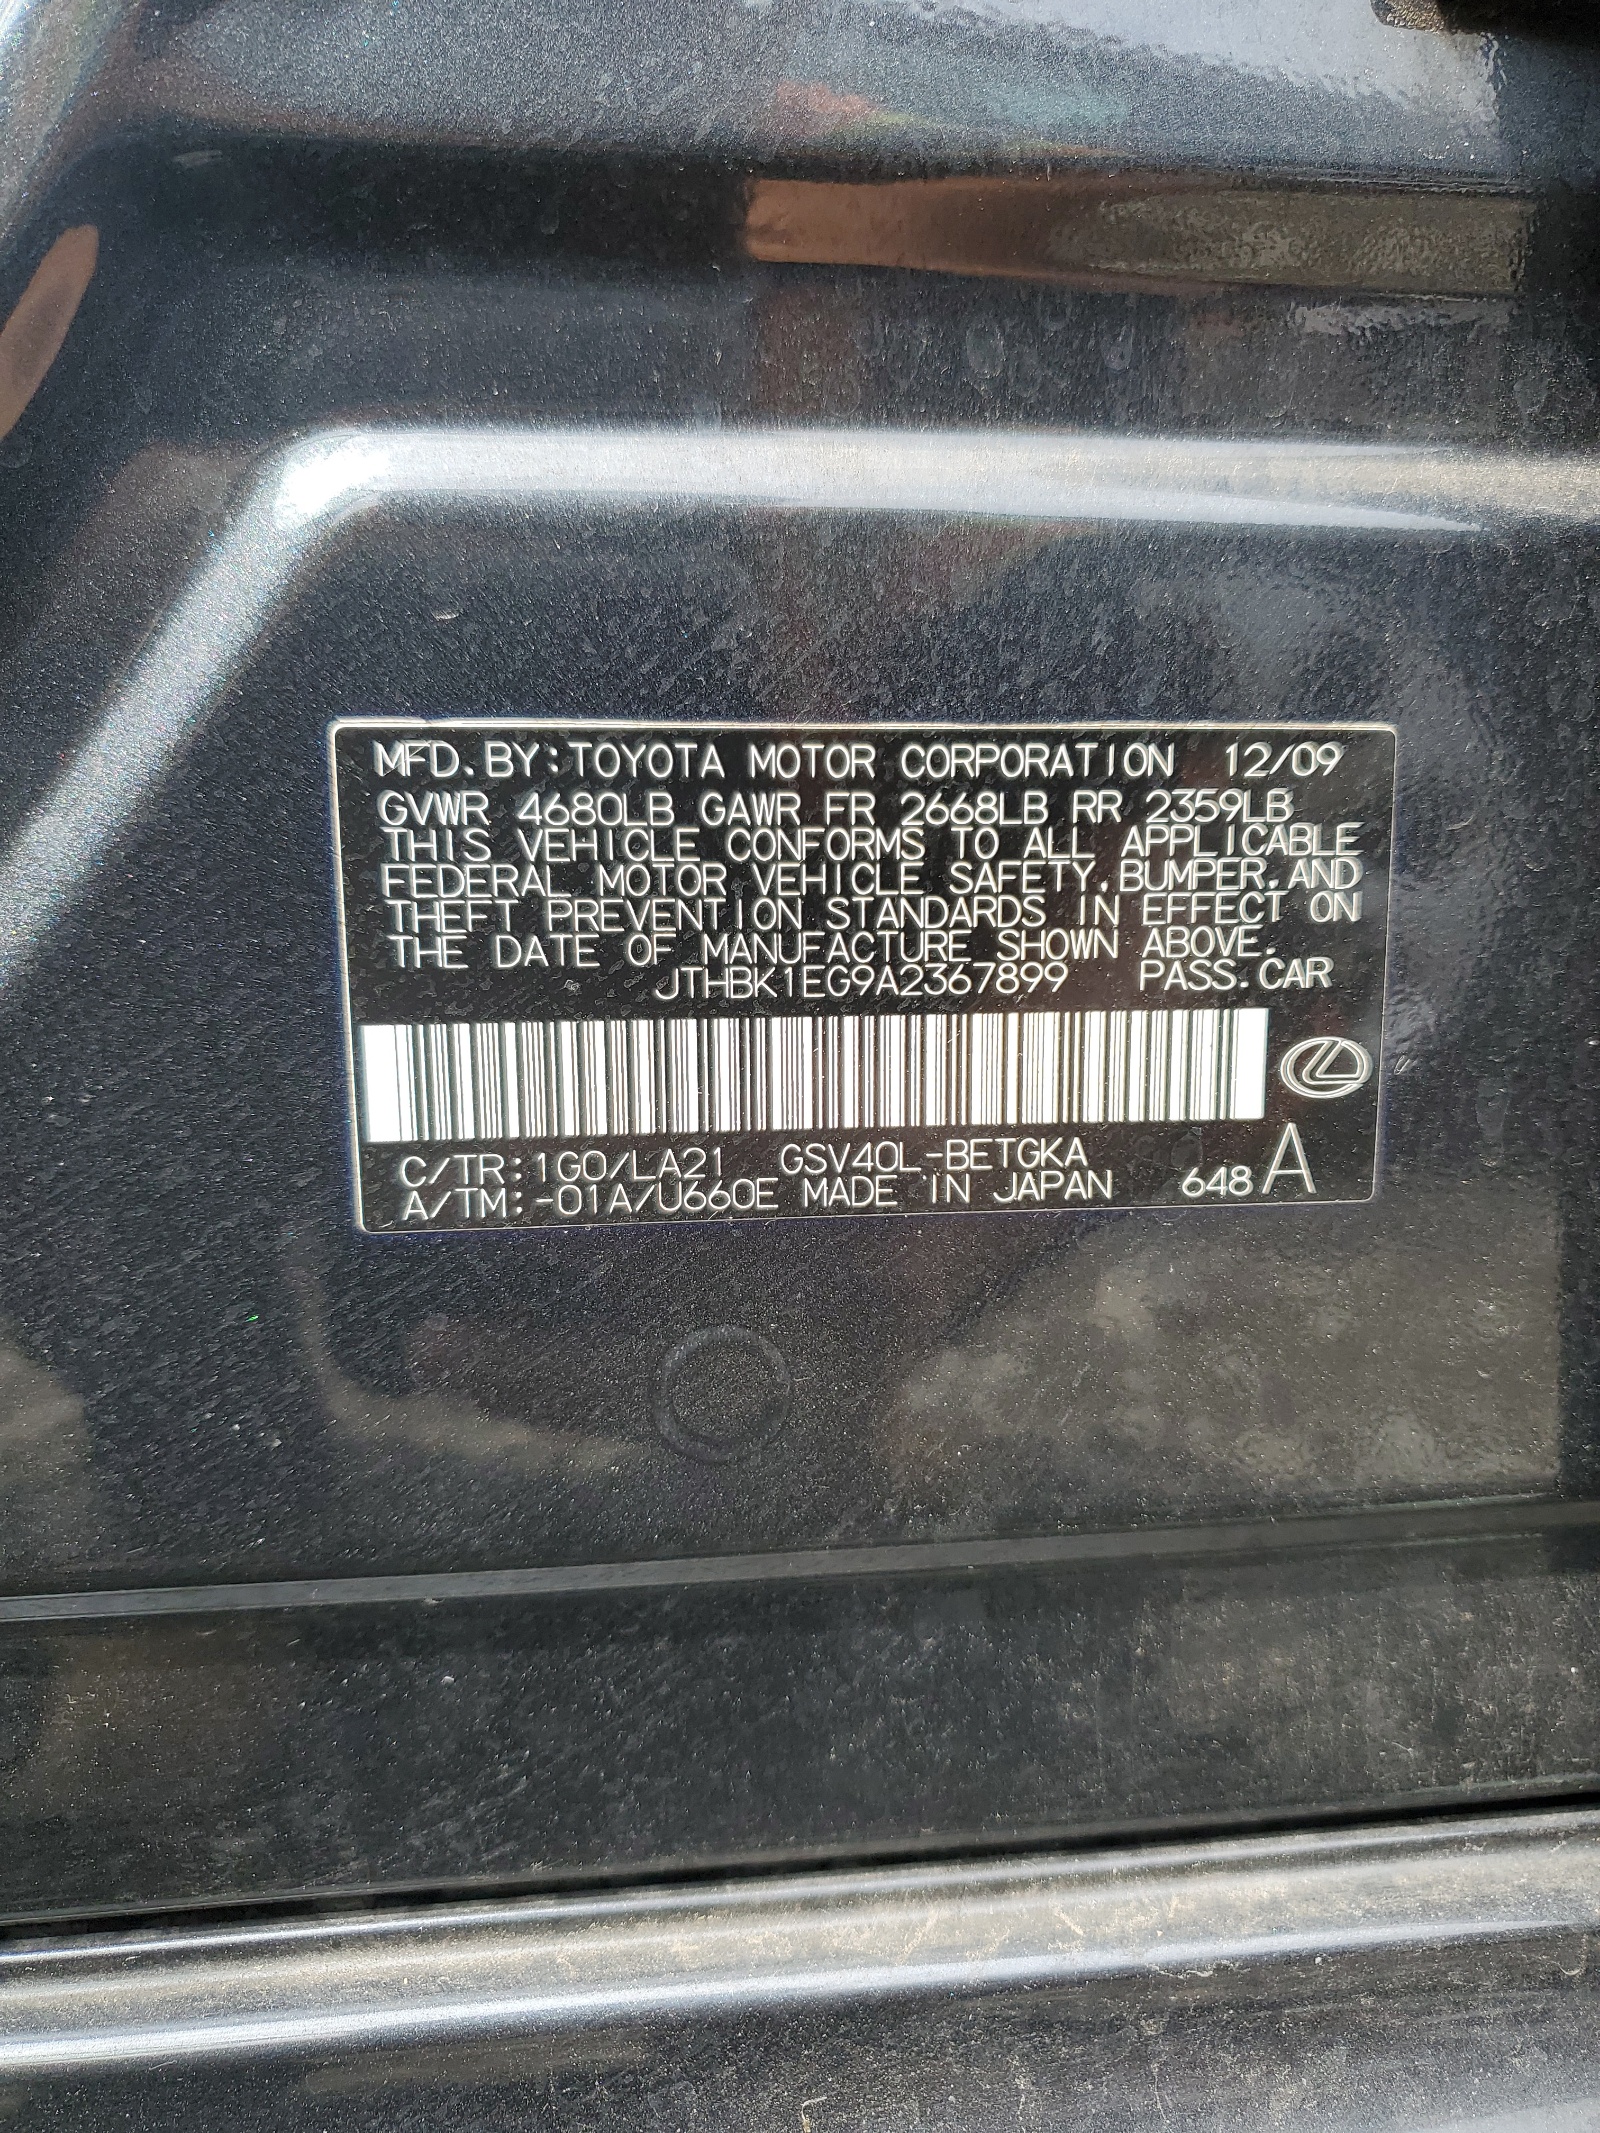 MFD. BY: TOYOTA MOTOR CORPORATION 12/09
GVWR 4680LB GAWR FR 2668LB RR 2359LB
THIS VEHICLE CONFORMS TO ALL APPLICABLE
FEDERAL MOTOR VEHICLE SAFETY, BUMPER, AND
THEFT PREVENTION STANDARDS IN EFFECT ON
THE DATE OF MANUFACTURE SHOWN ABOVE.
JTHBK1EG9A2367899 PASS. CAR
C/TR: 1G0/LA21 GSV40L-BETGKA
A/TM: -01A/U660E MADE IN JAPAN 648 A